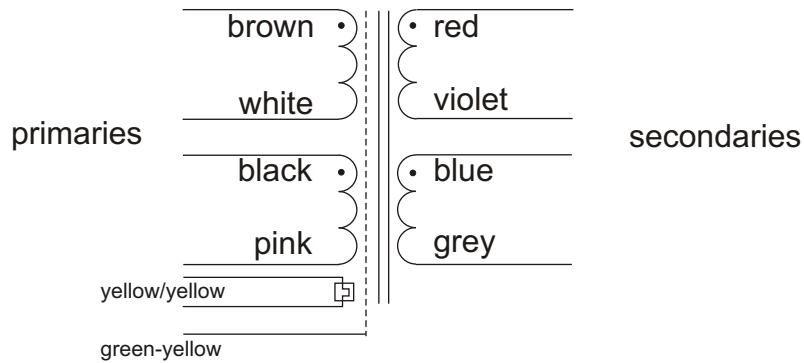 brown
red
white
violet
primaries
secondaries
black
blue
pink
grey
yellow/yellow
green-yellow